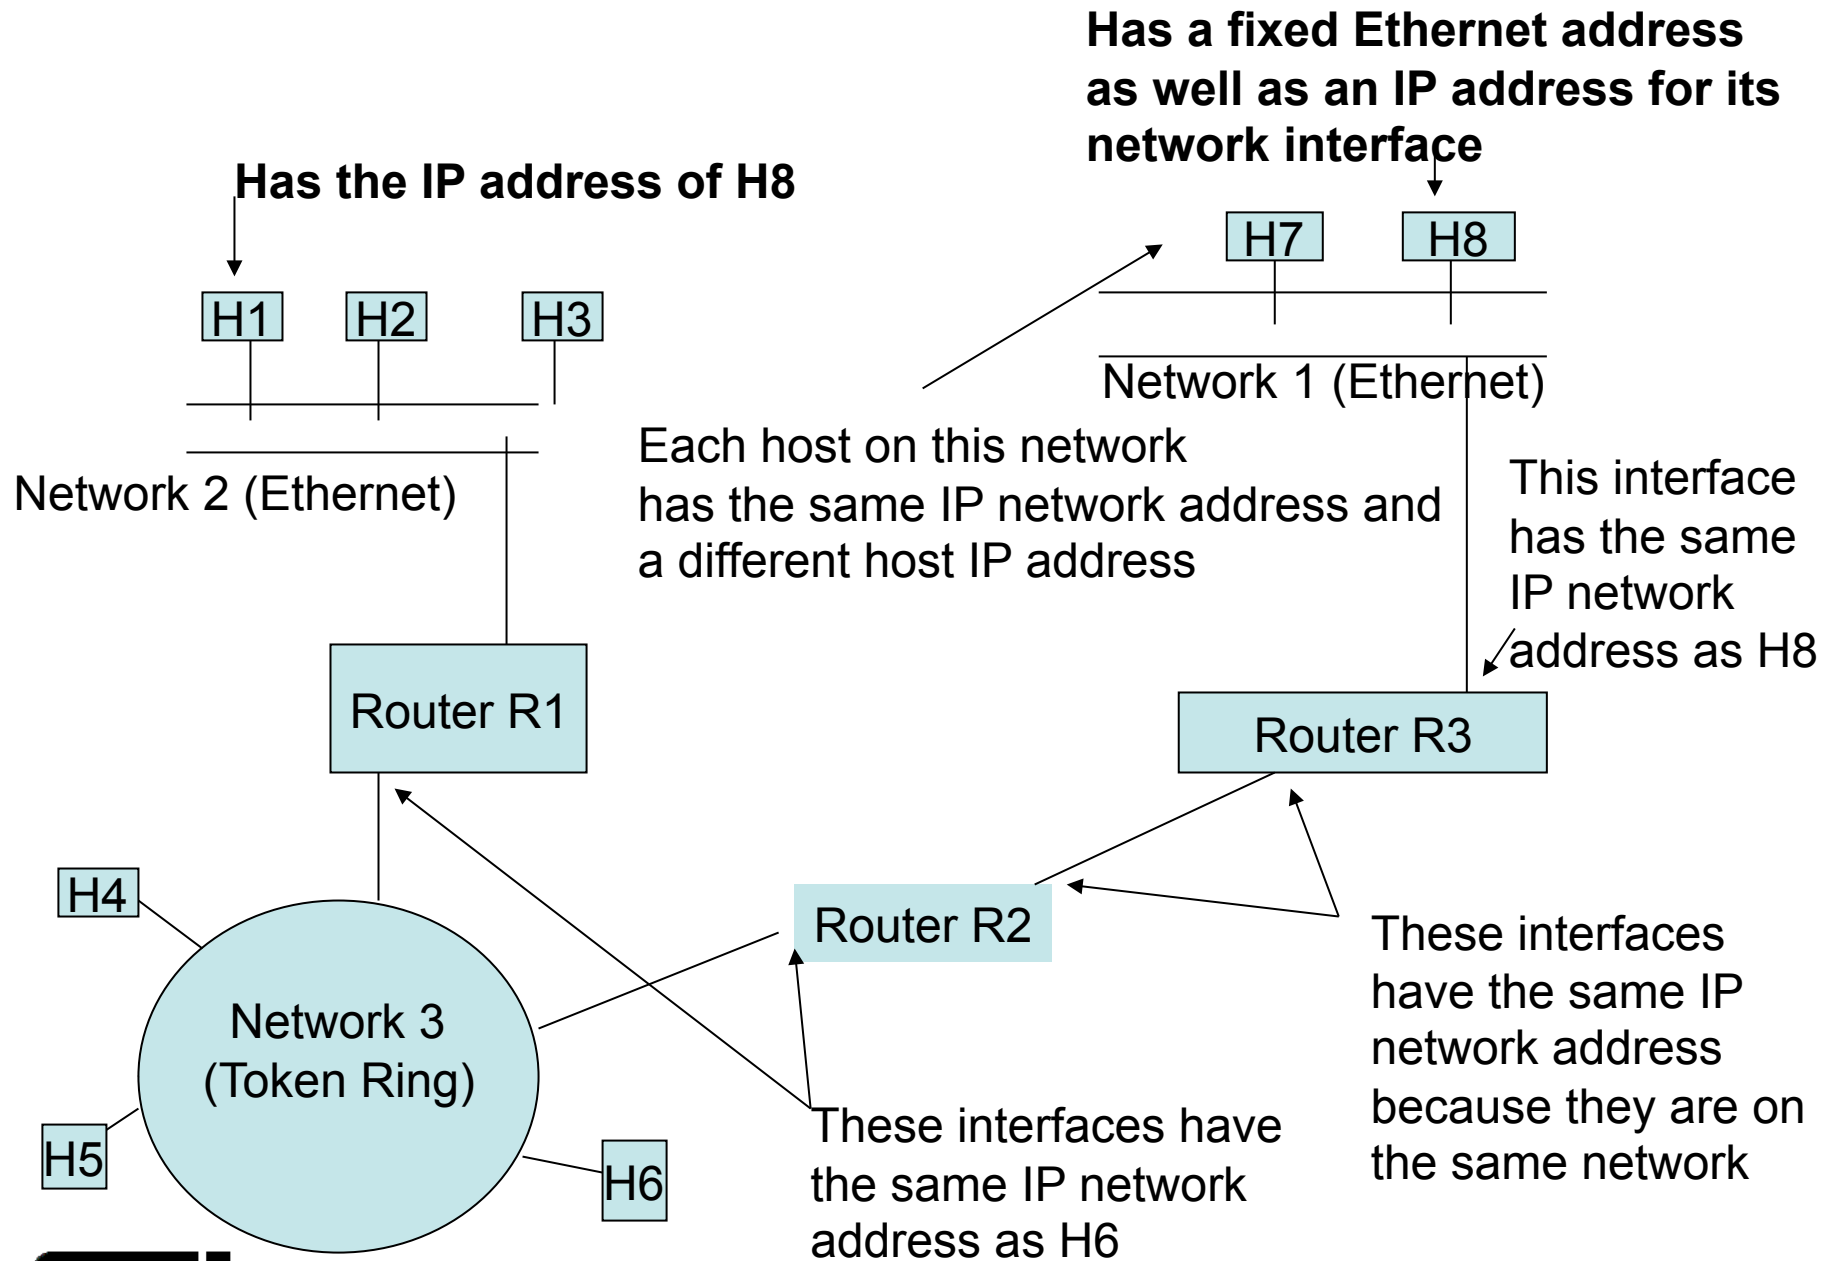 Has a fixed Ethernet address
as well as an IP address for its
network interface
Has the IP address of H8
H7
H8
H1
H2
H3
Network 1 (Ethernet)
Each host on this network
has the same IP network address and
a different host IP address
Network 2 (Ethernet)
This interface
has the same
IP network
address as H8
Router R1
Router R3
H4
Router R2
These interfaces
have the same IP
network address
because they are on
the same network
Network 3
(Token Ring)
H5
H6
These interfaces have
the same IP network
address as H6